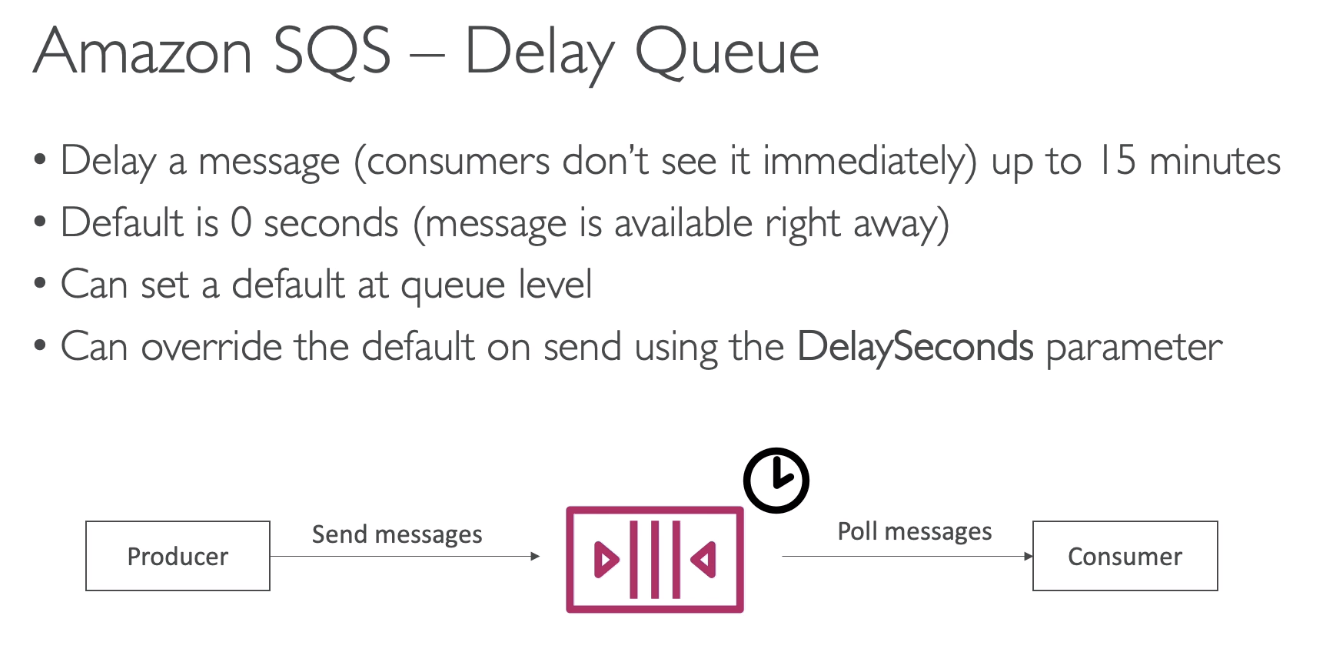 Amazon SQS – Delay Queue
• Delay a message (consumers don’t see it immediately) up to 15 minutes
• Default is 0 seconds (message is available right away)
• Can set a default at queue level
• Can override the default on send using the DelaySeconds parameter
Producer
Send messages
Poll messages
Consumer